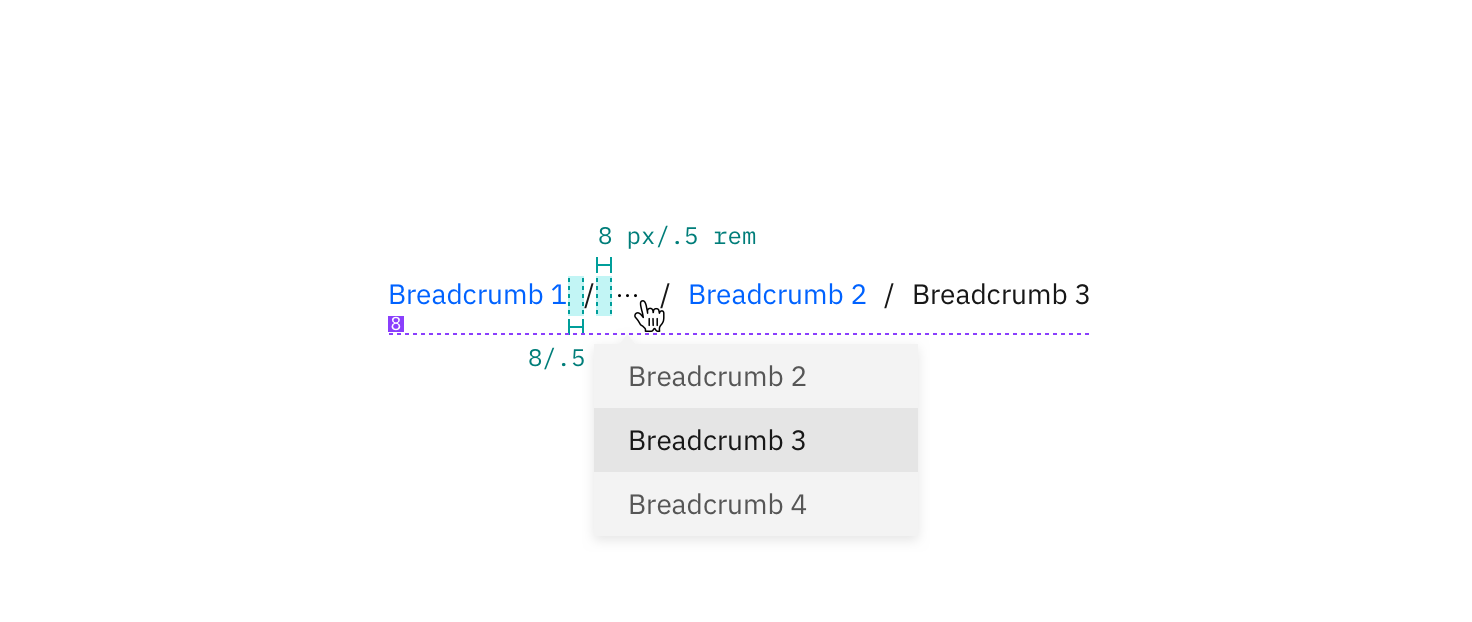 8 px/.5 rem
Breadcrumb 1 / ... / Breadcrumb 2 / Breadcrumb 3
8
8/.5
Breadcrumb 2
Breadcrumb 3
Breadcrumb 4